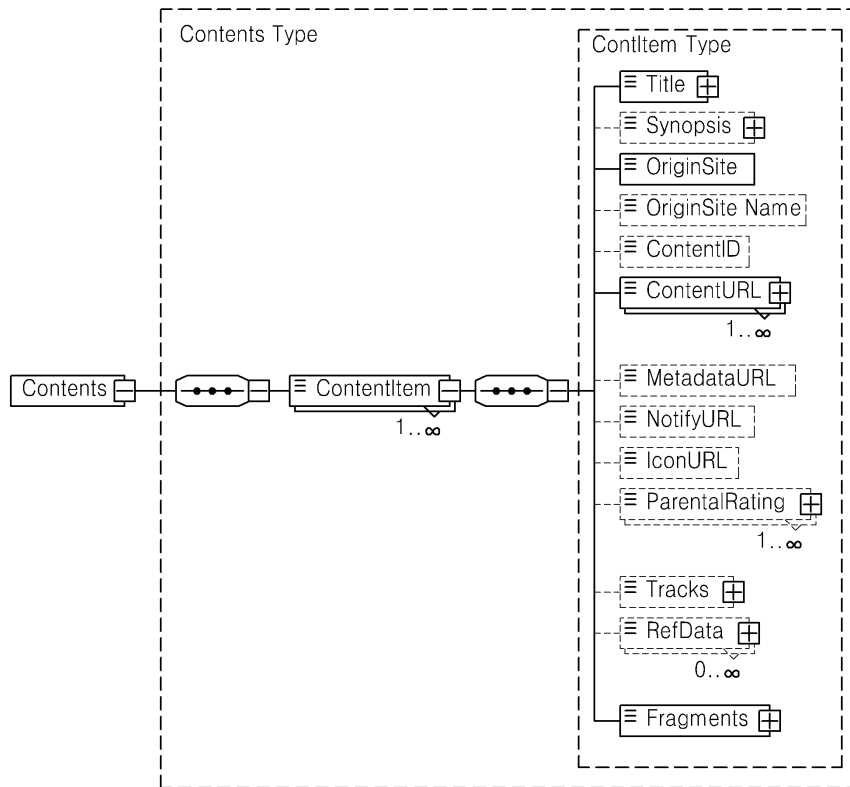 Contents Type
ContItem Type
Title
Synopsis
OriginSite
OriginSite Name
ContentID
ContentURL
1..∞
Contents
ContentItem
1..∞
MetadataURL
NotifyURL
IconURL
ParentalRating
1..∞
Tracks
RefData
0..∞
Fragments